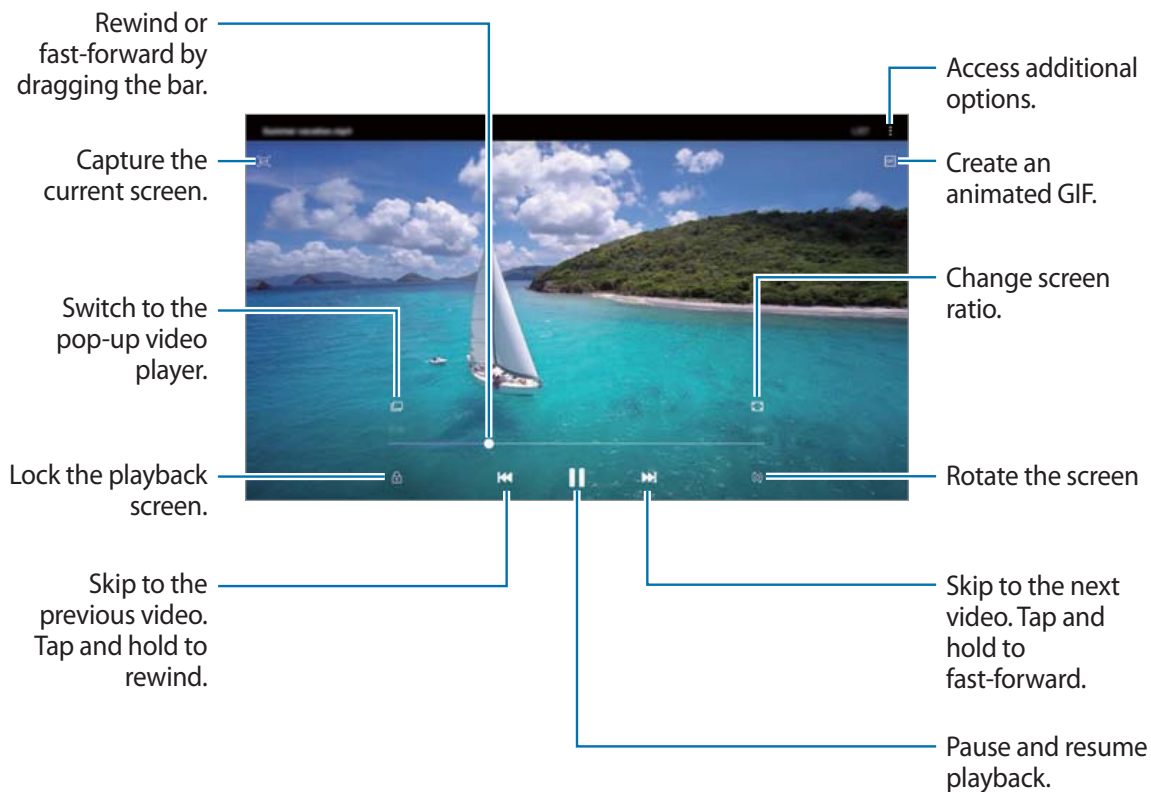 Rewind or
fast-forward by
dragging the bar.
Access additional
options.
Capture the
current screen.
Create an
animated GIF.
Switch to the
pop-up video
player.
Change screen
ratio.
Lock the playback
screen.
Rotate the screen
Skip to the
previous video.
Tap and hold to
rewind.
Skip to the next
video. Tap and
hold to
fast-forward.
Pause and resume
playback.